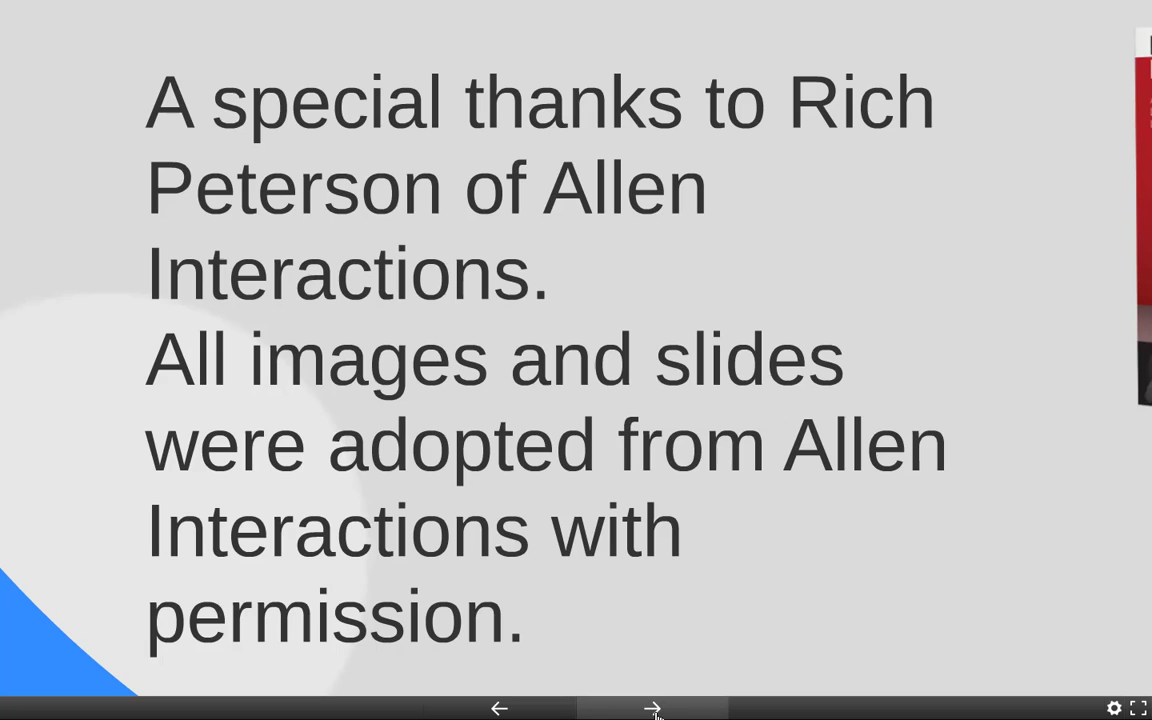 A special thanks to Rich
Peterson of Allen
Interactions.
All images and slides
were adopted from Allen
Interactions with
permission.